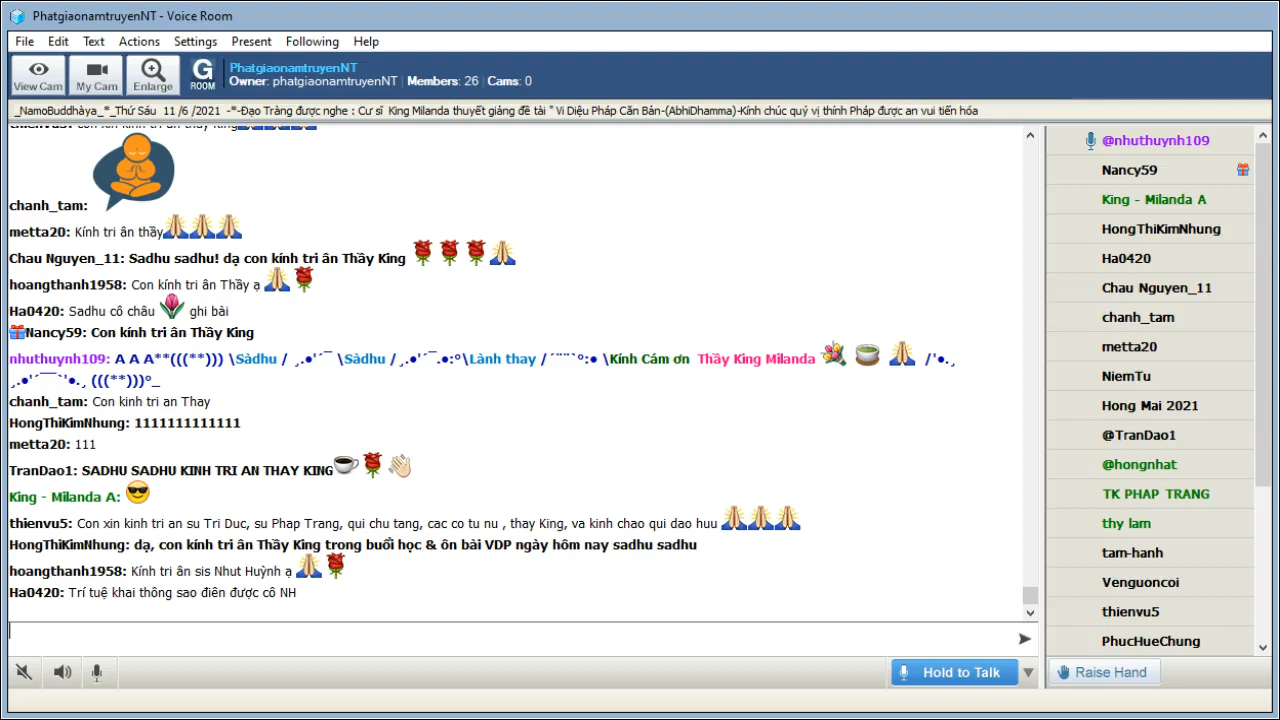 PhatgiaonamtruyenNT - Voice Room
File Edit Text Actions Settings Present Following Help
View Cam My Cam Enlarge G ROOM
PhatgiaonamtruyenNT
Owner: phatgiaonamtruyenNT Members: 26 Cams: 0
_NamoBuddhàya_*_Thứ Sáu 11/6 /2021 -*-Đạo Tràng được nghe : Cư sĩ King Milanda thuyết giảng đề tài " Vi Diệu Pháp Căn Bản-(AbhiDhamma)-Kính chúc quý vị thính Pháp được an vui tiến hóa
thienvu5: con xin kinh tri an thay king
chanh_tam:
metta20: Kính tri ân thầy
Chau Nguyen_11: Sadhu sadhu! dạ con kính tri ân Thầy King
hoangthanh1958: Con kính tri ân Thầy ạ
Ha0420: Sadhu cô châu ghi bài
Nancy59: Con kính tri ân Thầy King
nhuthuynh109: A A A**(((**))) \Sàdhu / ¸.●'´¯ \Sàdhu /¸.●'´¯.●:º\Lành thay /´¨¨`º:● \Kính Cám ơn Thầy King Milanda /'●.¸
¸.●'´¯¯`'●.¸ (((**)))º_
chanh_tam: Con kinh tri an Thay
HongThiKimNhung: 1111111111111
metta20: 111
TranDao1: SADHU SADHU KINH TRI AN THAY KING
King - Milanda A:
thienvu5: Con xin kinh tri an su Tri Duc, su Phap Trang, qui chu tang, cac co tu nu , thay King, va kinh chao qui dao huu
HongThiKimNhung: dạ, con kính tri ân Thầy King trong buổi học & ôn bài VDP ngày hôm nay sadhu sadhu
hoangthanh1958: Kính tri ân sis Nhut Huỳnh ạ
Ha0420: Trí tuệ khai thông sao điên được cô NH
Hold to Talk
@nhuthuynh109
Nancy59
King - Milanda A
HongThiKimNhung
Ha0420
Chau Nguyen_11
chanh_tam
metta20
NiemTu
Hong Mai 2021
@TranDao1
@hongnhat
TK PHAP TRANG
thy lam
tam-hanh
Venguoncoi
thienvu5
PhucHueChung
Raise Hand